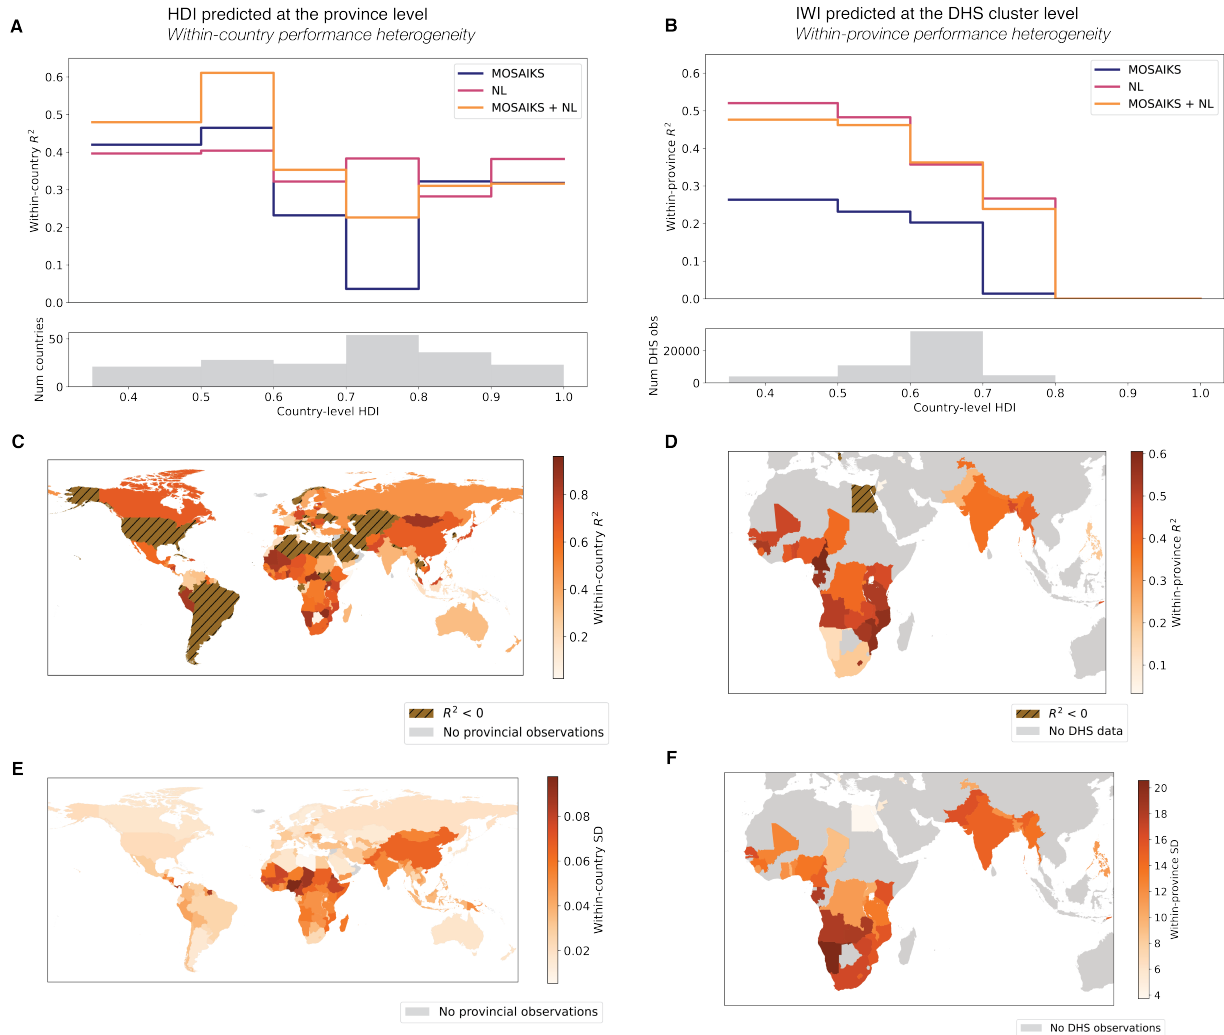 A
HDI predicted at the province level
Within-country performance heterogeneity
MOSAIKS
NL
MOSAIKS + NL
Within-country R²
0.6
0.5
0.4
0.3
0.2
0.1
0.0
Num countries
50
0
0.4 0.5 0.6 0.7 0.8 0.9 1.0
Country-level HDI
B
IWI predicted at the DHS cluster level
Within-province performance heterogeneity
MOSAIKS
NL
MOSAIKS + NL
Within-province R²
0.6
0.5
0.4
0.3
0.2
0.1
0.0
Num DHS obs
20000
0
0.4 0.5 0.6 0.7 0.8 0.9 1.0
Country-level HDI
C
0.8
0.6
0.4
0.2
Within-country R²
R² < 0
No provincial observations
D
0.6
0.5
0.4
0.3
0.2
0.1
Within-province R²
R² < 0
No DHS data
E
0.08
0.06
0.04
0.02
Within-country SD
No provincial observations
F
20
18
16
14
12
10
8
6
4
Within-province SD
No DHS observations